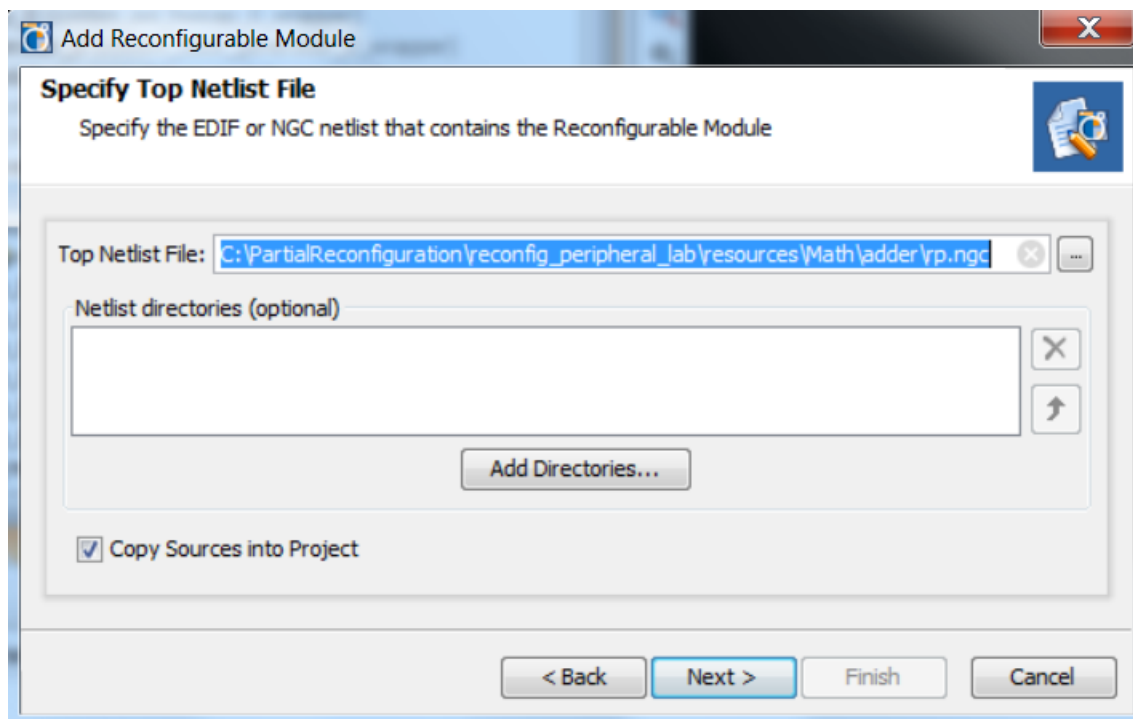 Add Reconfigurable Module
Specify Top Netlist File
Specify the EDIF or NGC netlist that contains the Reconfigurable Module
Top Netlist File: C:\PartialReconfiguration\reconfig_peripheral_lab\resources\Math\adder\rp.ngc ...
Netlist directories (optional)
Add Directories...
Copy Sources into Project
< Back Next > Finish Cancel